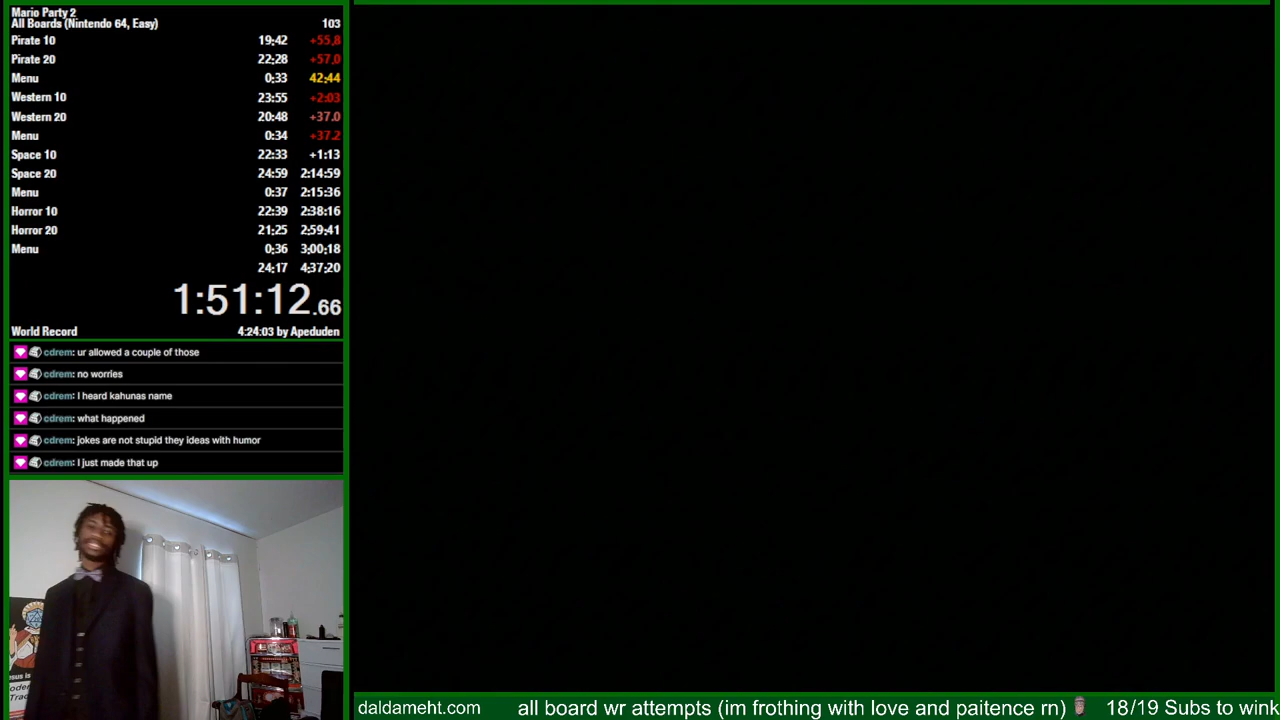 Mario Party 2
All Boards (Nintendo 64, Easy) 103
Pirate 10 19:42 +55.8
Pirate 20 22:28 +57.0
Menu 0:33 42:44
Western 10 23:55 +2:03
Western 20 20:48 +37.0
Menu 0:34 +37.2
Space 10 22:33 +1:13
Space 20 24:59 2:14:59
Menu 0:37 2:15:36
Horror 10 22:39 2:38:16
Horror 20 21:25 2:59:41
Menu 0:36 3:00:18
24:17 4:37:20
1:51:12.66
World Record 4:24:03 by Apeduden
cdrem: ur allowed a couple of those
cdrem: no worries
cdrem: I heard kahunas name
cdrem: what happened
cdrem: jokes are not stupid they ideas with humor
cdrem: I just made that up
daldameht.com all board wr attempts (im frothing with love and paitence rn) 18/19 Subs to wink